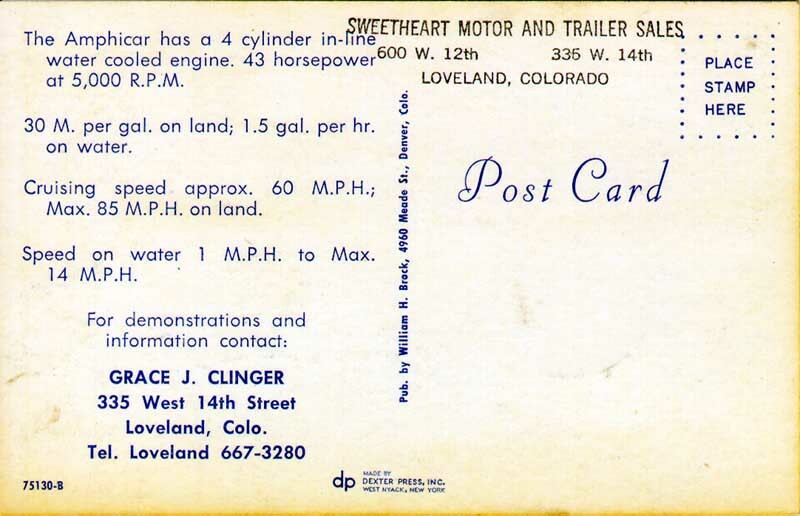 The Amphicar has a 4 cylinder in-line
water cooled engine. 43 horsepower
at 5,000 R.P.M.
30 M. per gal. on land; 1.5 gal. per hr.
on water.
Cruising speed approx. 60 M.P.H.;
Max. 85 M.P.H. on land.
Speed on water 1 M.P.H. to Max.
14 M.P.H.
For demonstrations and
information contact:
GRACE J. CLINGER
335 West 14th Street
Loveland, Colo.
Tel. Loveland 667-3280
75130-B
Pub. by William H. Brack, 4960 Meade St., Denver, Colo.
dp
MADE BY
DEXTER PRESS, INC.
WEST NYACK, NEW YORK
SWEETHEART MOTOR AND TRAILER SALES
600 W. 12th 335 W. 14th
LOVELAND, COLORADO
PLACE
STAMP
HERE
Post Card